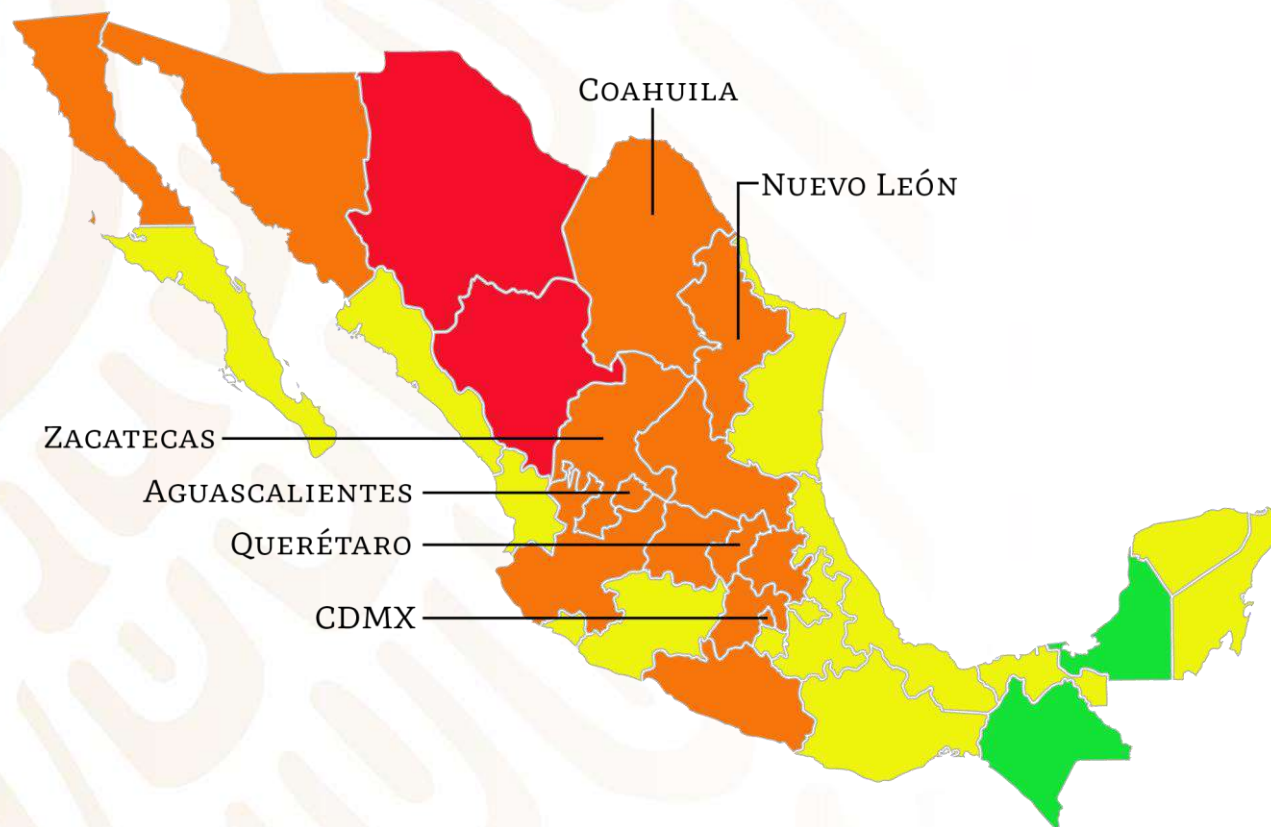 Coahuila
Nuevo León
Zacatecas
Aguascalientes
Querétaro
CDMX